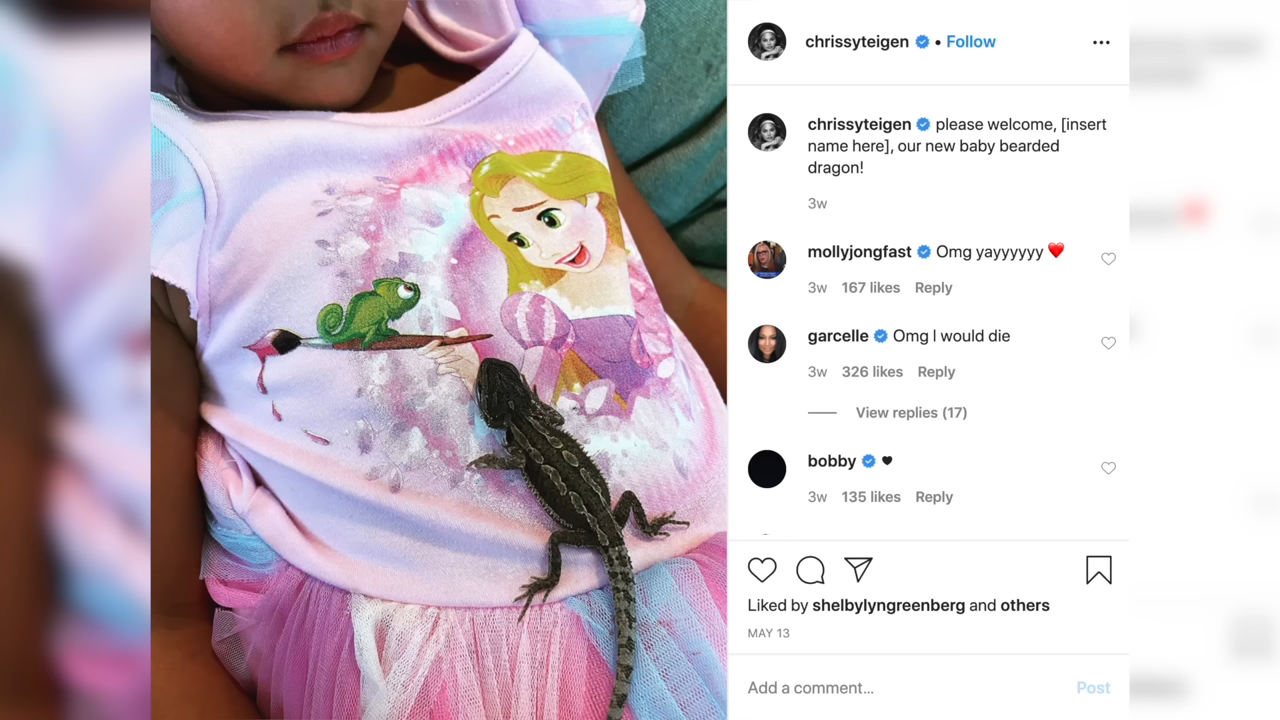 chrissyteigen • Follow
chrissyteigen please welcome, [insert
name here], our new baby bearded
dragon!
3w
mollyjongfast Omg yayyyyyy ❤️
3w 167 likes Reply
garcelle Omg I would die
3w 326 likes Reply
View replies (17)
bobby 🖤
3w 135 likes Reply
Liked by shelbylyngreenberg and others
MAY 13
Add a comment... Post